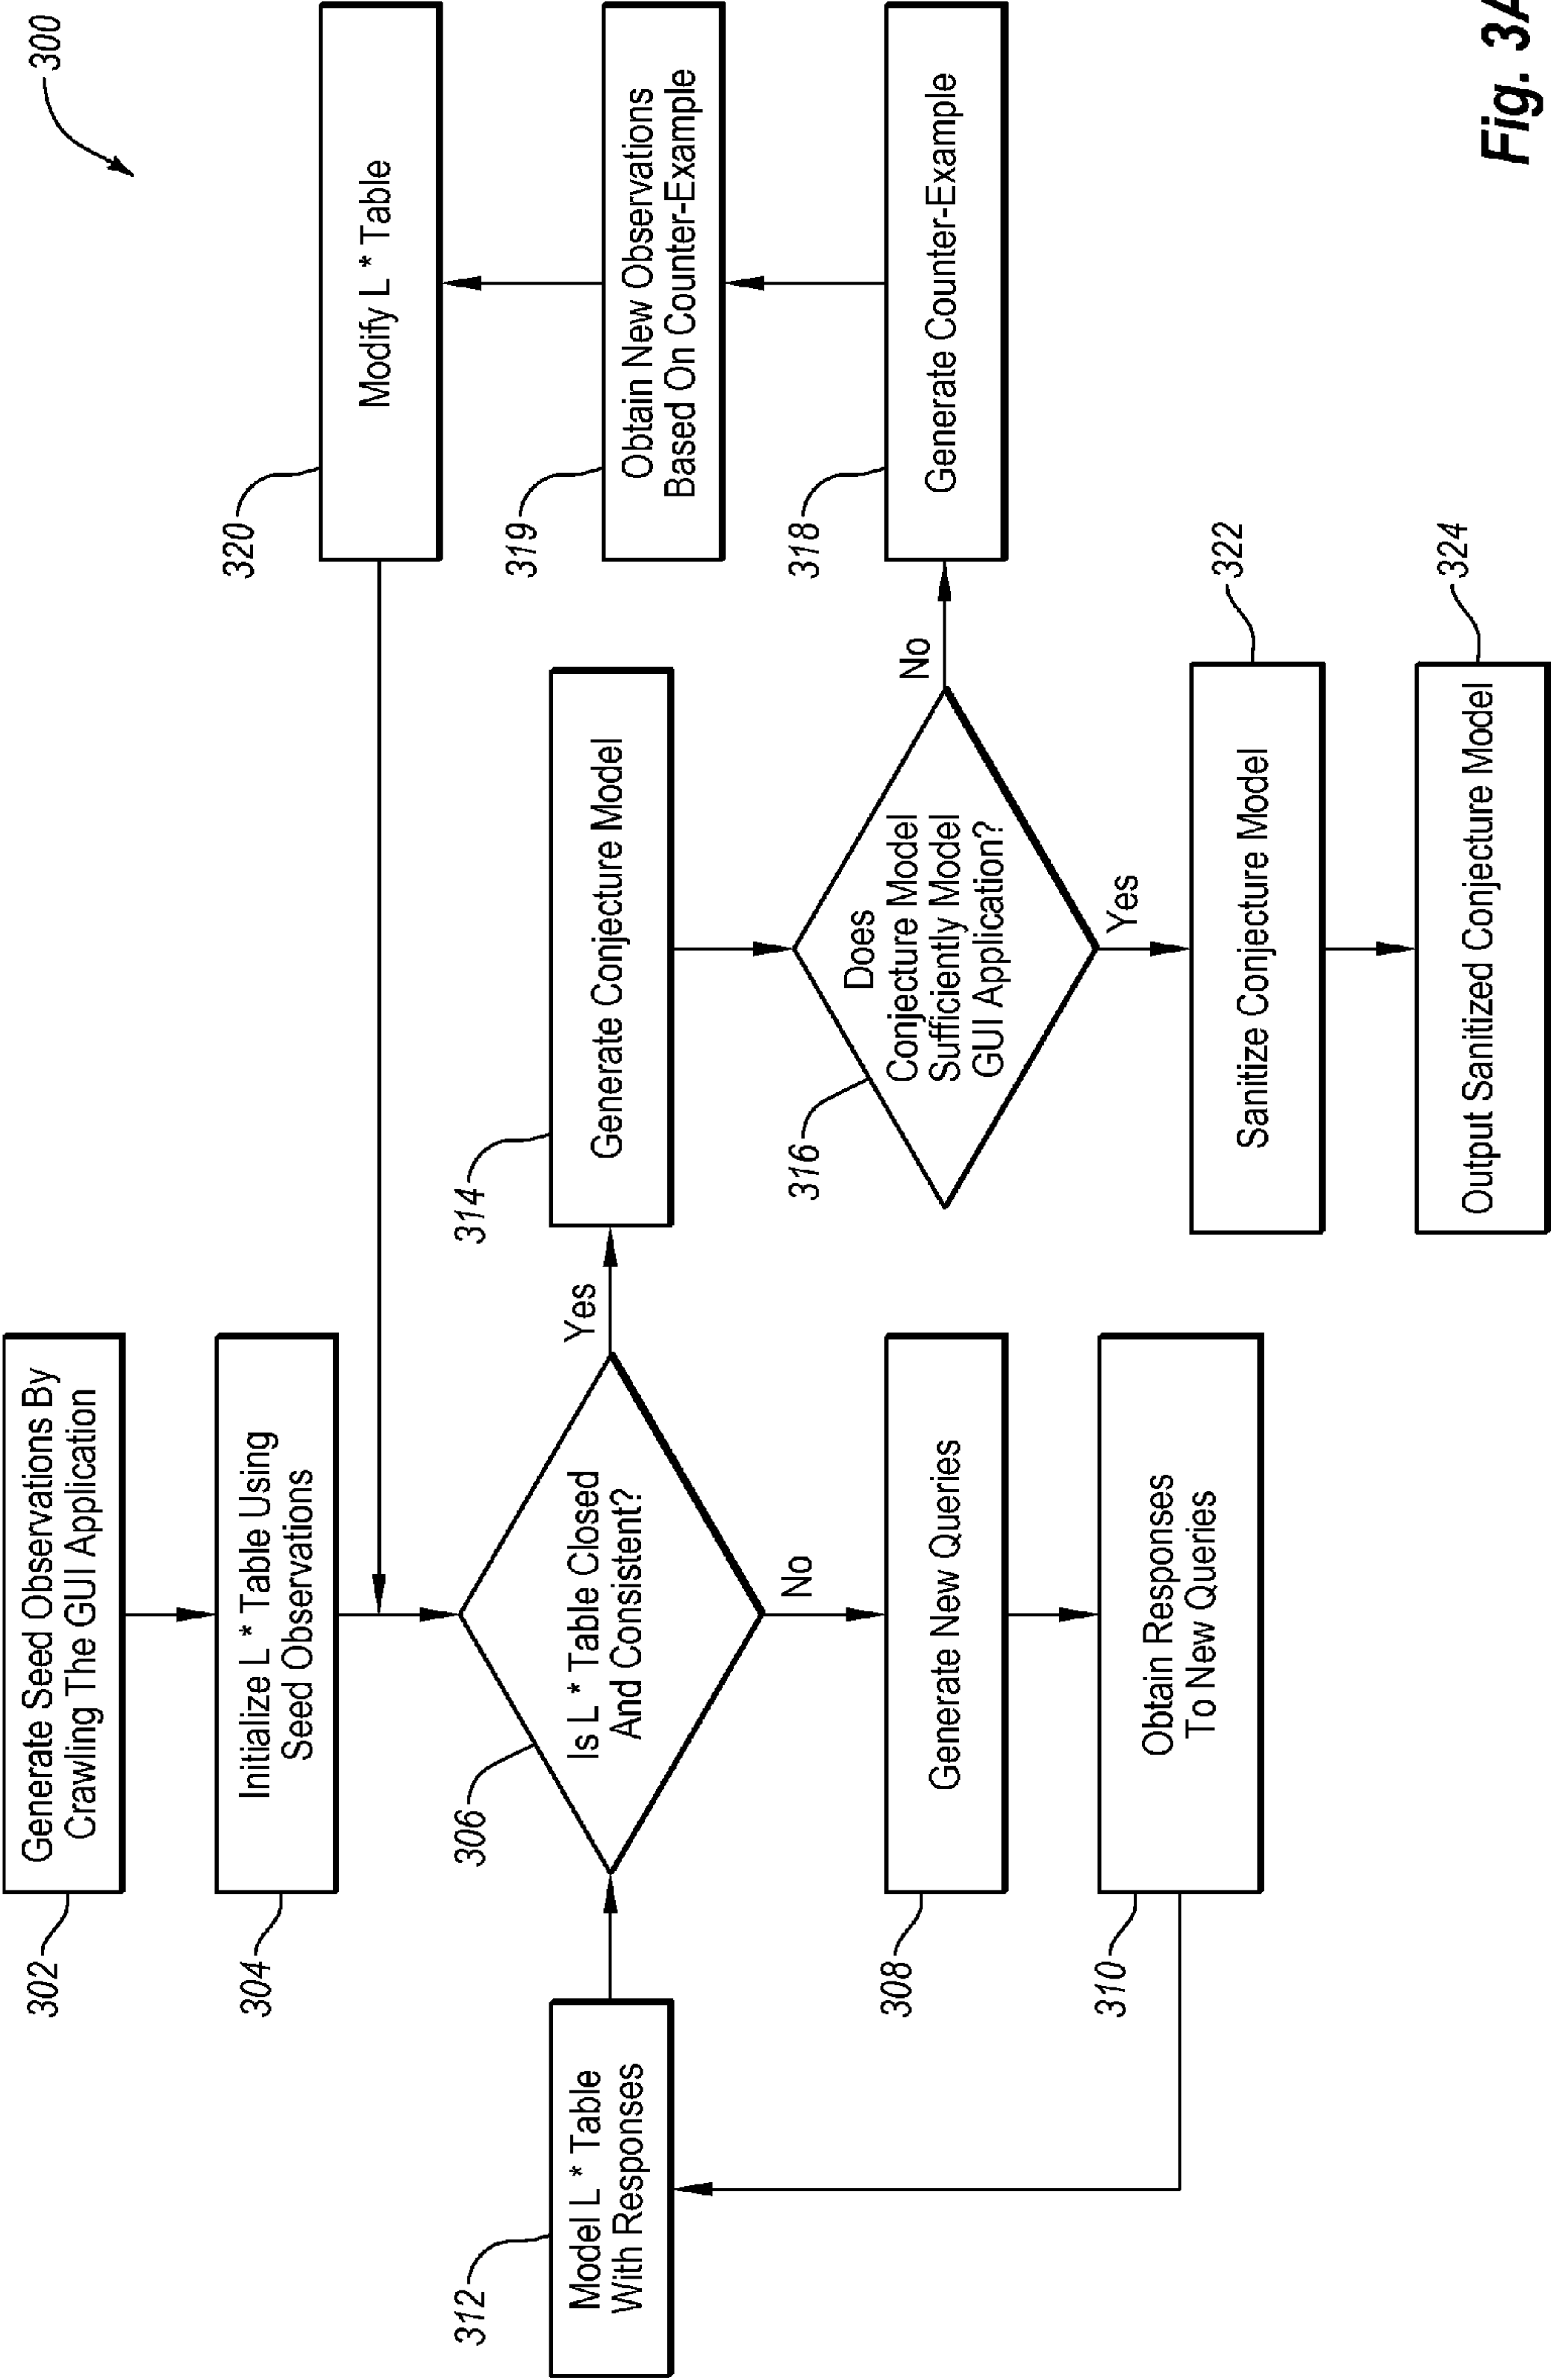 300
302
Generate Seed Observations By
Crawling The GUI Application
304
Initialize L * Table Using
Seed Observations
306
Is L * Table Closed
And Consistent?
Yes
No
308
Generate New Queries
310
Obtain Responses
To New Queries
312
Model L * Table
With Responses
314
Generate Conjecture Model
316
Does
Conjecture Model
Sufficiently Model
GUI Application?
No
Yes
318
Generate Counter-Example
319
Obtain New Observations
Based On Counter-Example
320
Modify L * Table
322
Sanitize Conjecture Model
324
Output Sanitized Conjecture Model
Fig. 3A